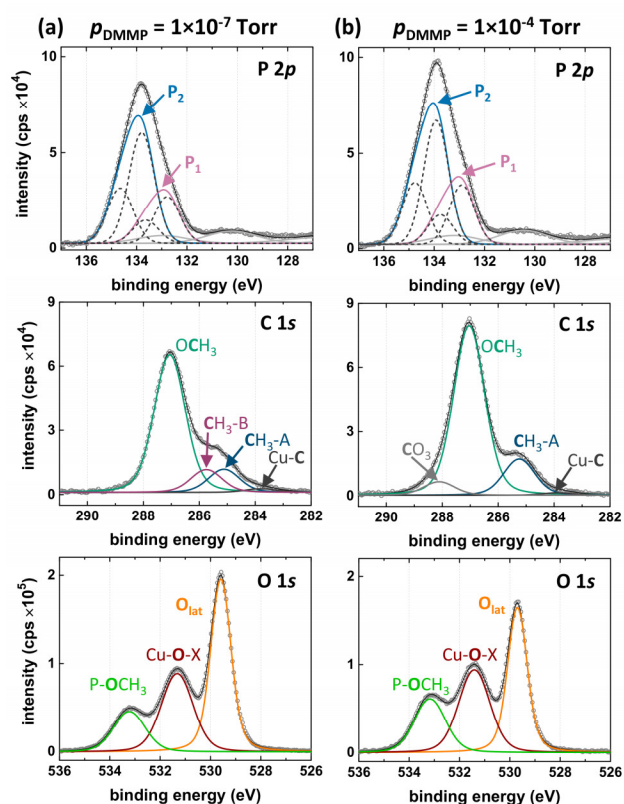 (a) pDMMP = 1×10-7 Torr
P 2p
P2
P1
intensity (cps ×10^4)
10
5
0
136 134 132 130 128
binding energy (eV)
C 1s
OCH3
CH3-B
CH3-A
Cu-C
intensity (cps ×10^4)
9
6
3
0
290 288 286 284 282
binding energy (eV)
O 1s
Olat
Cu-O-X
P-OCH3
intensity (cps ×10^5)
2
1
0
536 534 532 530 528 526
binding energy (eV)
(b) pDMMP = 1×10-4 Torr
P 2p
P2
P1
10
5
0
136 134 132 130 128
binding energy (eV)
C 1s
OCH3
CO3
CH3-A
Cu-C
9
6
3
0
290 288 286 284 282
binding energy (eV)
O 1s
Olat
Cu-O-X
P-OCH3
2
1
0
536 534 532 530 528 526
binding energy (eV)